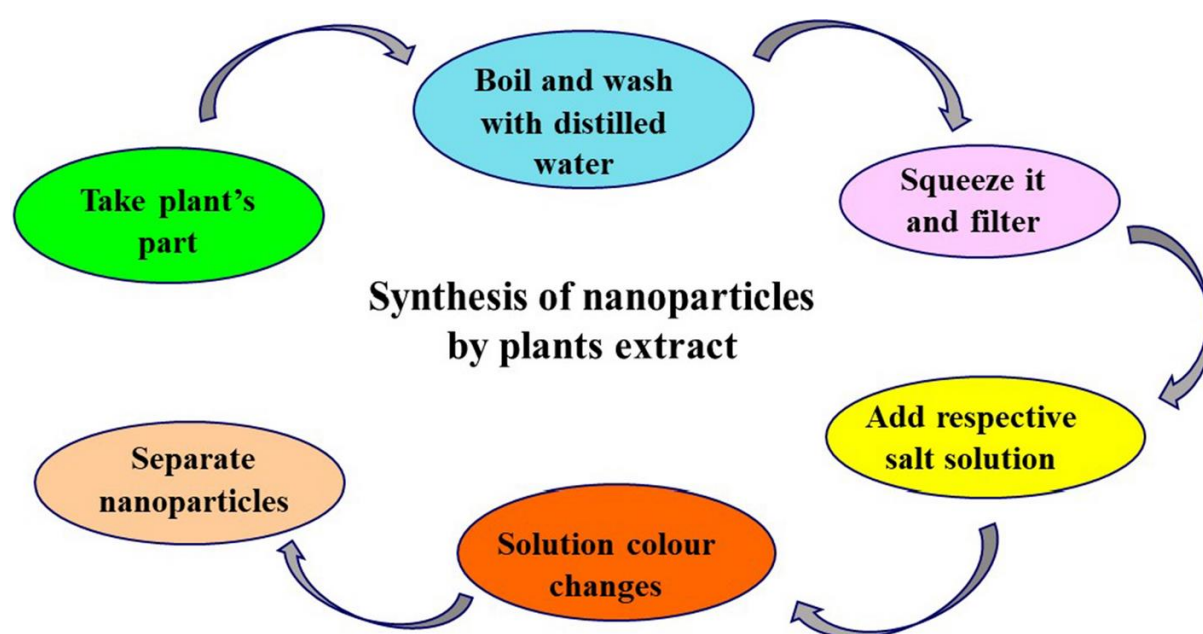 Take plant's
part
Boil and wash
with distilled
water
Squeeze it
and filter
Add respective
salt solution
Solution colour
changes
Separate
nanoparticles
Synthesis of nanoparticles
by plants extract